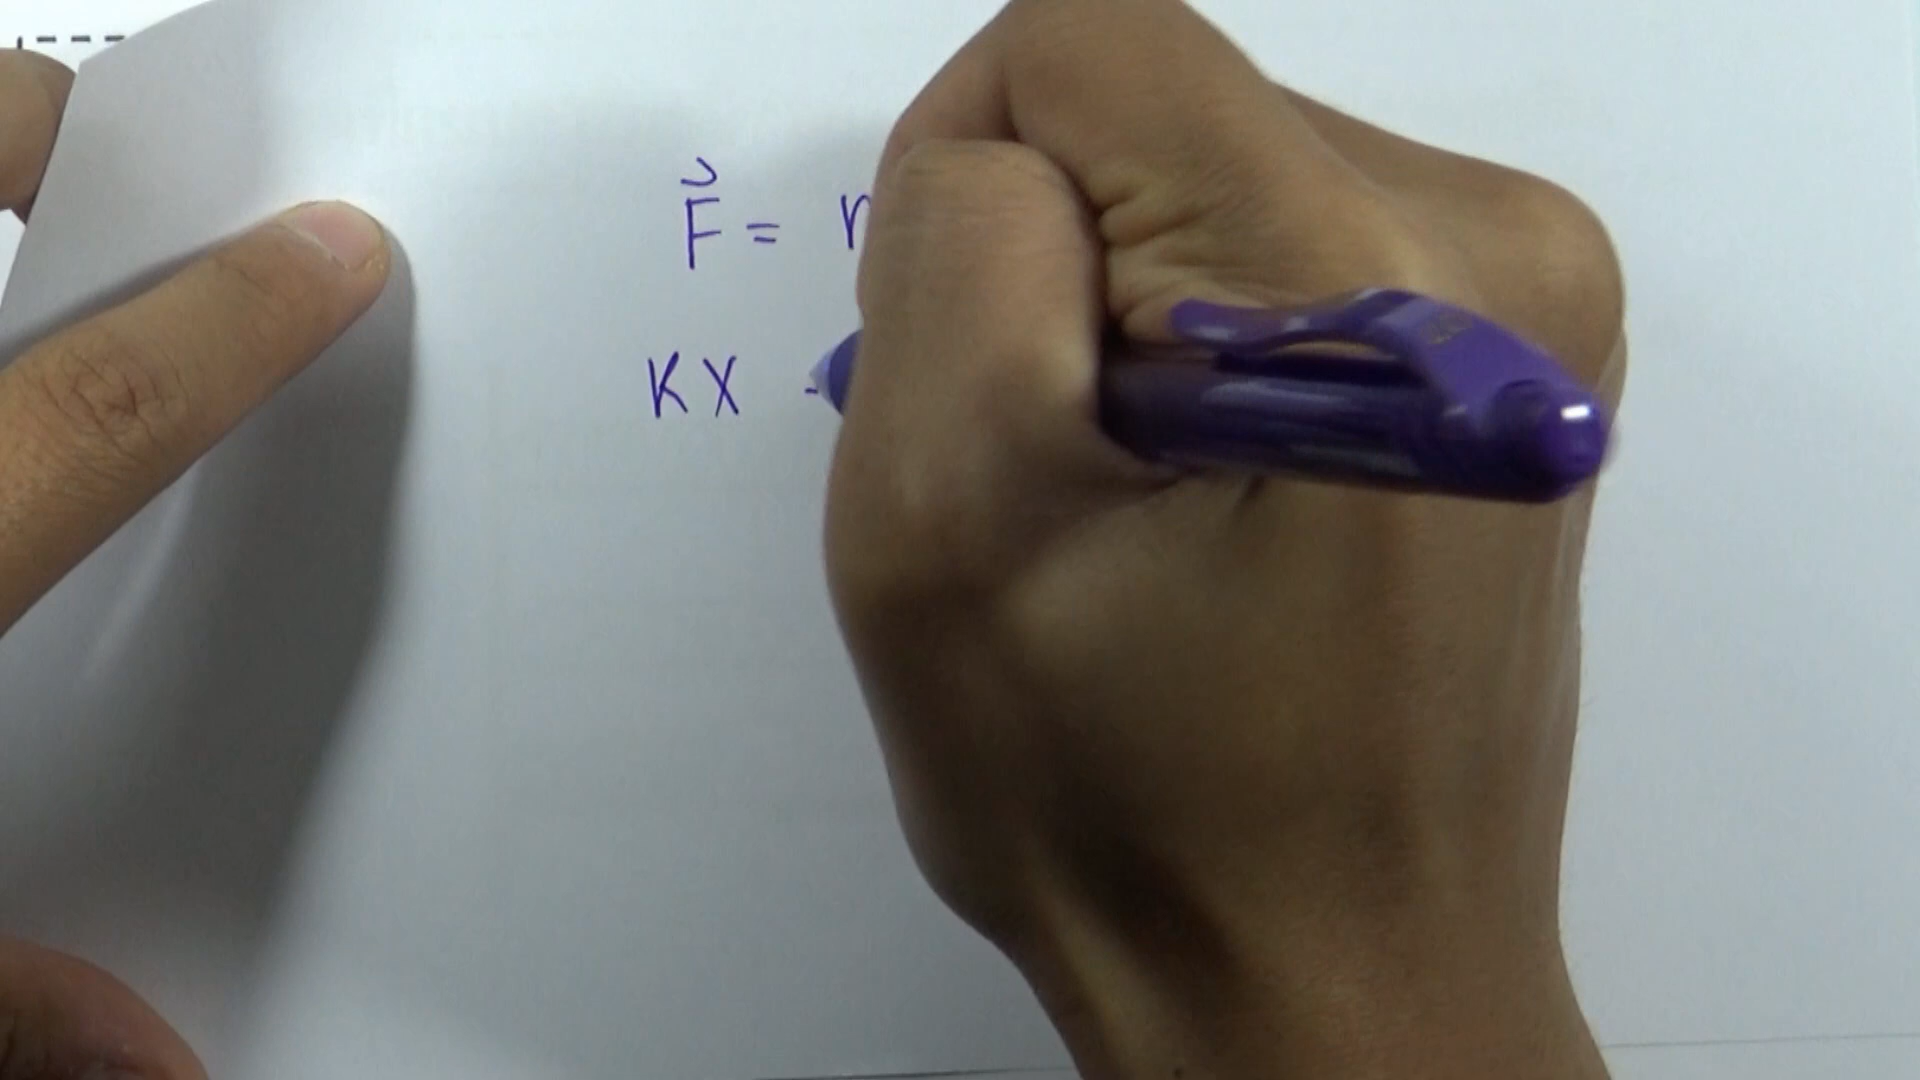 F⃗ =
KX